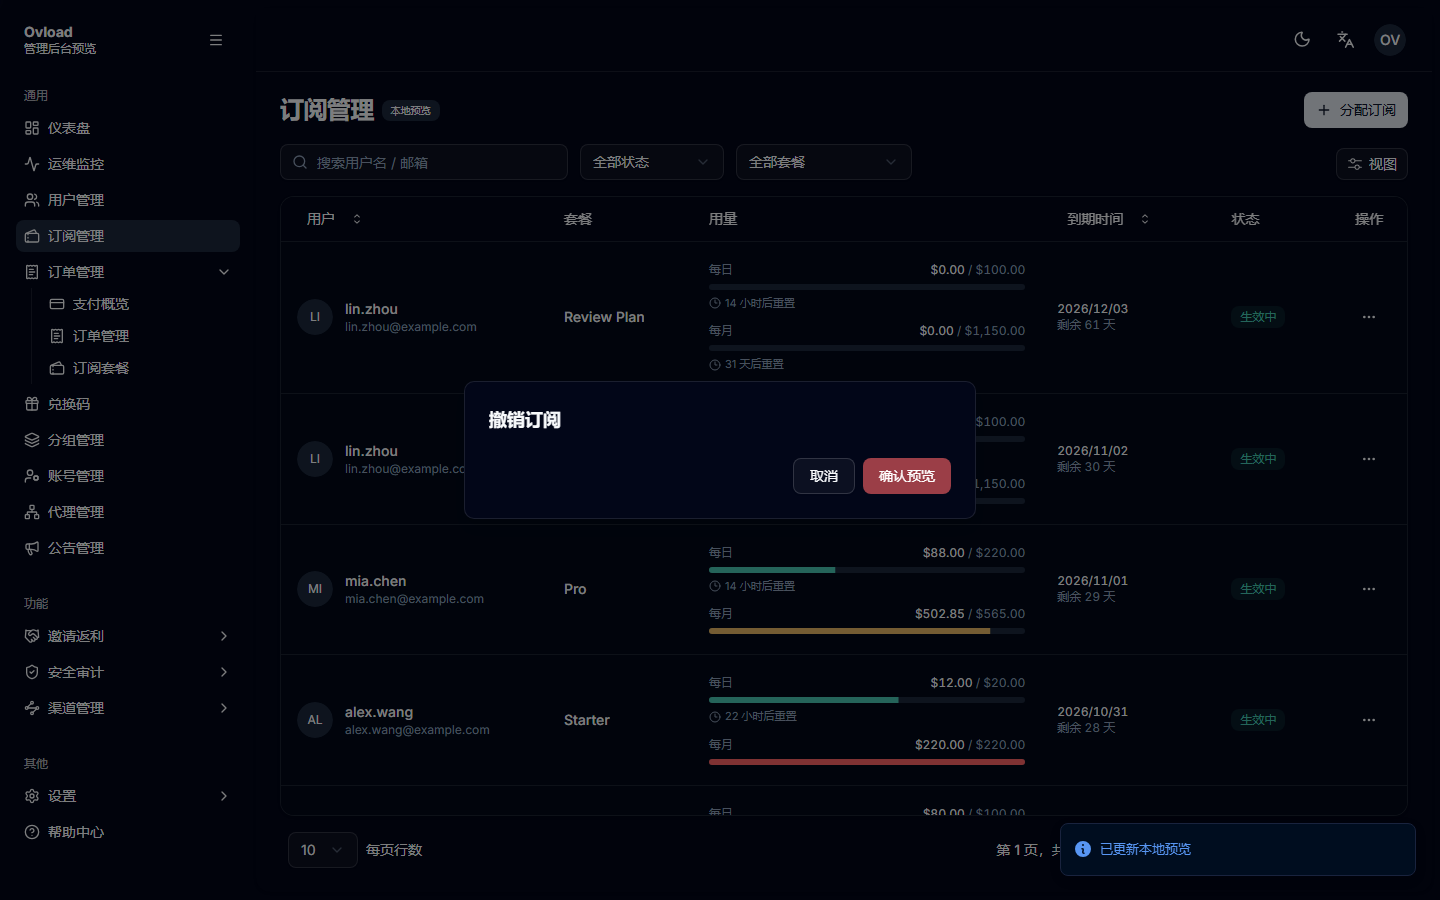 Ovload
管理后台预览
OV
通用
仪表盘
运维监控
用户管理
订阅管理
订单管理
支付概览
订单管理
订阅套餐
兑换码
分组管理
账号管理
代理管理
公告管理
功能
邀请返利
安全审计
渠道管理
其他
设置
帮助中心
订阅管理 本地预览
分配订阅
搜索用户名 / 邮箱
全部状态
全部套餐
视图
用户 套餐 用量 到期时间 状态 操作
LI
lin.zhou
lin.zhou@example.com
Review Plan
每日 $0.00 / $100.00
14 小时后重置
每月 $0.00 / $1,150.00
31 天后重置
2026/12/03
剩余 61 天
生效中
LI
lin.zhou
lin.zhou@example.co
$100.00
1,150.00
2026/11/02
剩余 30 天
生效中
撤销订阅
取消
确认预览
MI
mia.chen
mia.chen@example.com
Pro
每日 $88.00 / $220.00
14 小时后重置
每月 $502.85 / $565.00
2026/11/01
剩余 29 天
生效中
AL
alex.wang
alex.wang@example.com
Starter
每日 $12.00 / $20.00
22 小时后重置
每月 $220.00 / $220.00
2026/10/31
剩余 28 天
生效中
每日 $80.00 / $100.00
10
每页行数
第 1 页，共
已更新本地预览